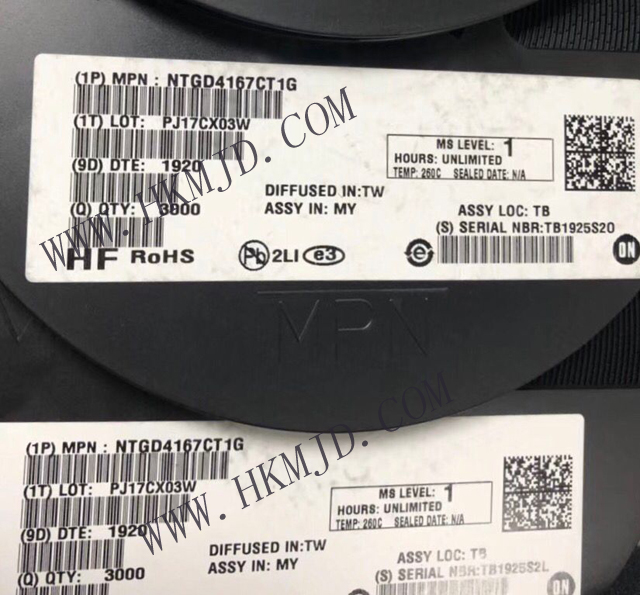 (1P) MPN : NTGD4167CT1G
(1T) LOT: PJ17CX03W
(9D) DTE: 1920
(Q) QTY: 3000
HF RoHS
DIFFUSED IN:TW
ASSY IN: MY
Pb 2LI e3
MS LEVEL: 1
HOURS: UNLIMITED
TEMP: 260C SEALED DATE: N/A
ASSY LOC: TB
(S) SERIAL NBR:TB1925S20
e
ON
WWW.HKMJD.COM
MPN
(1P) MPN : NTGD4167CT1G
(1T) LOT: PJ17CX03W
(9D) DTE: 1920
(Q) QTY: 3000
DIFFUSED IN:TW
ASSY IN: MY
MS LEVEL: 1
HOURS: UNLIMITED
TEMP: 260C SEALED DATE: N/A
ASSY LOC: TB
(S) SERIAL NBR:TB1925S2L
ON
WWW.HKMJD.COM